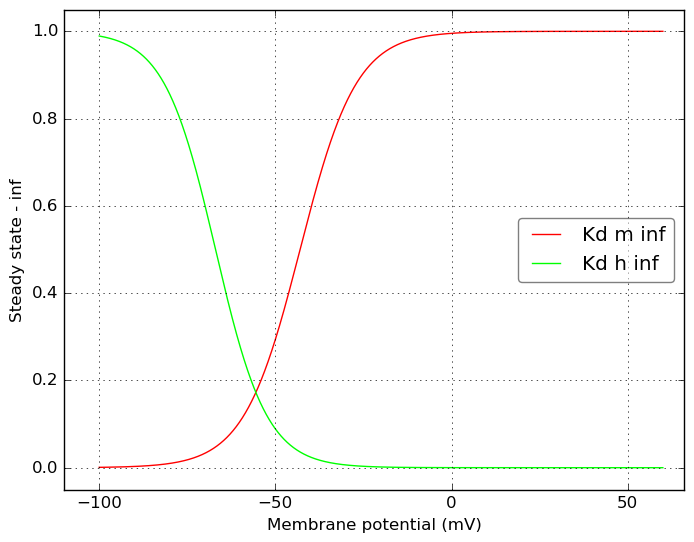 1.0
0.8
0.6
0.4
0.2
0.0
Steady state - inf
Kd m inf
Kd h inf
−100
−50
0
50
Membrane potential (mV)